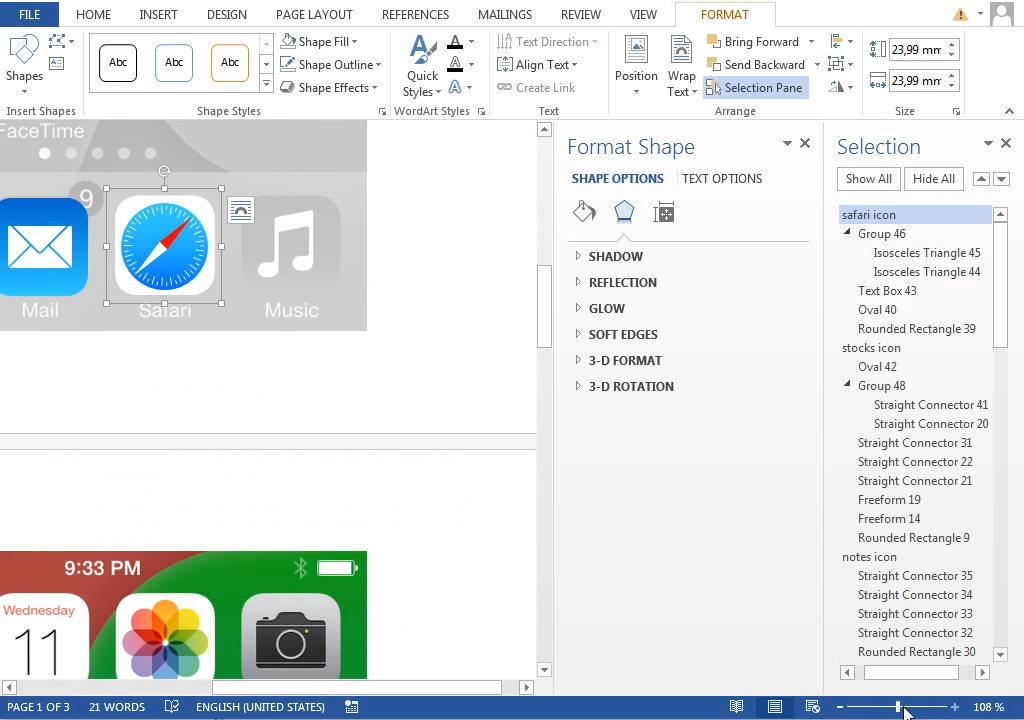 FILE HOME INSERT DESIGN PAGE LAYOUT REFERENCES MAILINGS REVIEW VIEW FORMAT
Shapes
Insert Shapes
Abc Abc Abc
Shape Fill
Shape Outline
Shape Effects
Shape Styles
Quick Styles
A A A
WordArt Styles
Text Direction
Align Text
Create Link
Text
Position
Wrap Text
Bring Forward
Send Backward
Selection Pane
Arrange
23,99 mm
23,99 mm
Size
FaceTime
9
Mail Safari Music
9:33 PM
Wednesday
11
Format Shape
SHAPE OPTIONS TEXT OPTIONS
SHADOW
REFLECTION
GLOW
SOFT EDGES
3-D FORMAT
3-D ROTATION
Selection
Show All Hide All
safari icon
Group 46
Isosceles Triangle 45
Isosceles Triangle 44
Text Box 43
Oval 40
Rounded Rectangle 39
stocks icon
Oval 42
Group 48
Straight Connector 41
Straight Connector 20
Straight Connector 31
Straight Connector 22
Straight Connector 21
Freeform 19
Freeform 14
Rounded Rectangle 9
notes icon
Straight Connector 35
Straight Connector 34
Straight Connector 33
Straight Connector 32
Rounded Rectangle 30
PAGE 1 OF 3 21 WORDS ENGLISH (UNITED STATES) 108 %